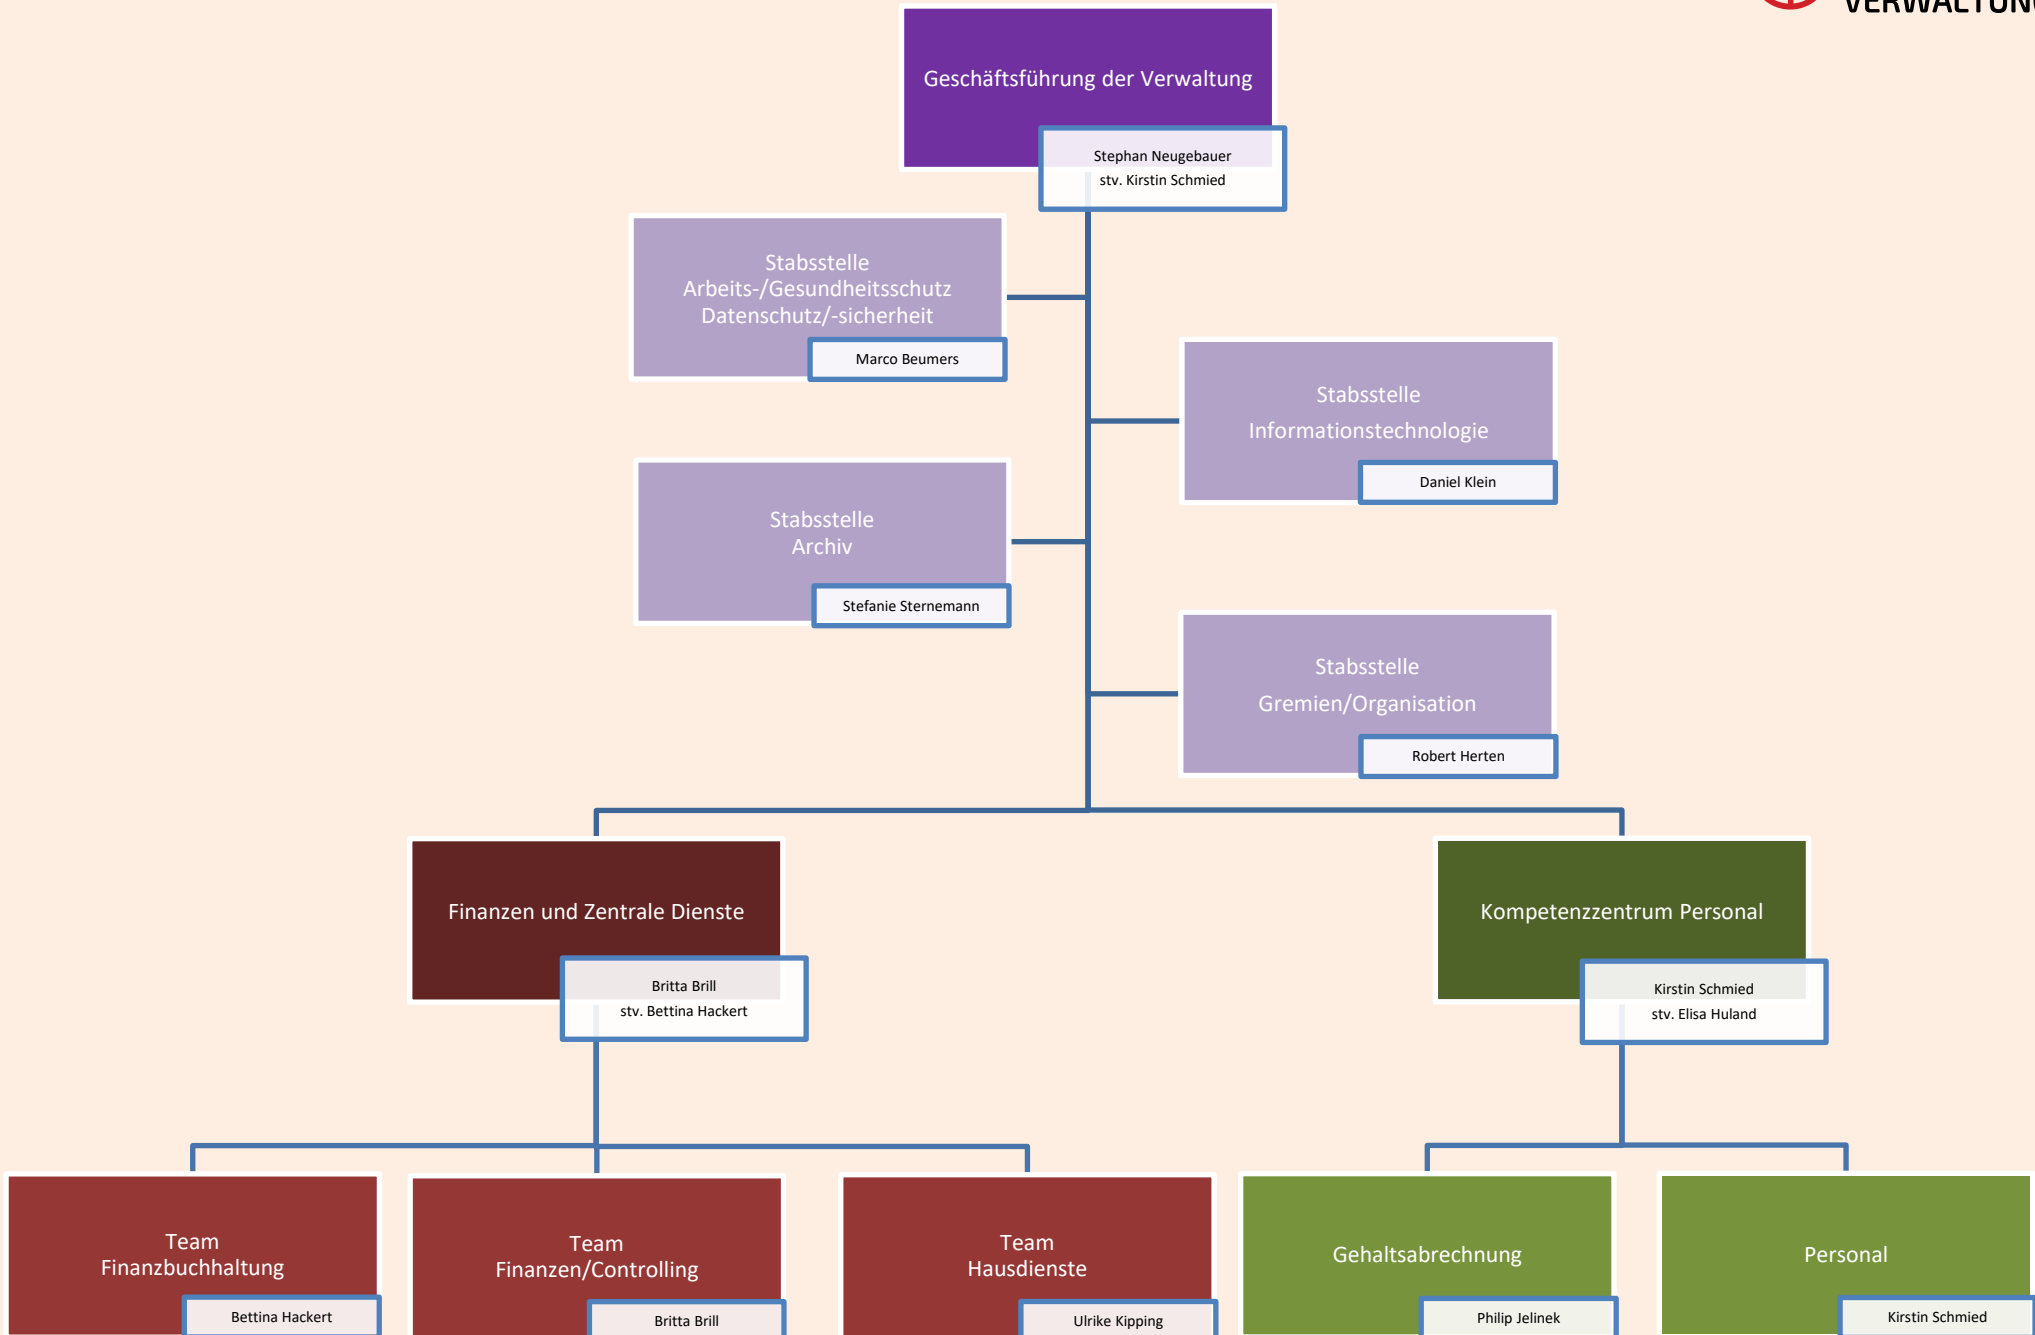 VERWALTUNG
Geschäftsführung der Verwaltung
Stephan Neugebauer
stv. Kirstin Schmied
Stabsstelle
Arbeits-/Gesundheitsschutz
Datenschutz/-sicherheit
Marco Beumers
Stabsstelle
Informationstechnologie
Daniel Klein
Stabsstelle
Archiv
Stefanie Sternemann
Stabsstelle
Gremien/Organisation
Robert Herten
Finanzen und Zentrale Dienste
Britta Brill
stv. Bettina Hackert
Kompetenzzentrum Personal
Kirstin Schmied
stv. Elisa Huland
Team
Finanzbuchhaltung
Bettina Hackert
Team
Finanzen/Controlling
Britta Brill
Team
Hausdienste
Ulrike Kipping
Gehaltsabrechnung
Philip Jelinek
Personal
Kirstin Schmied